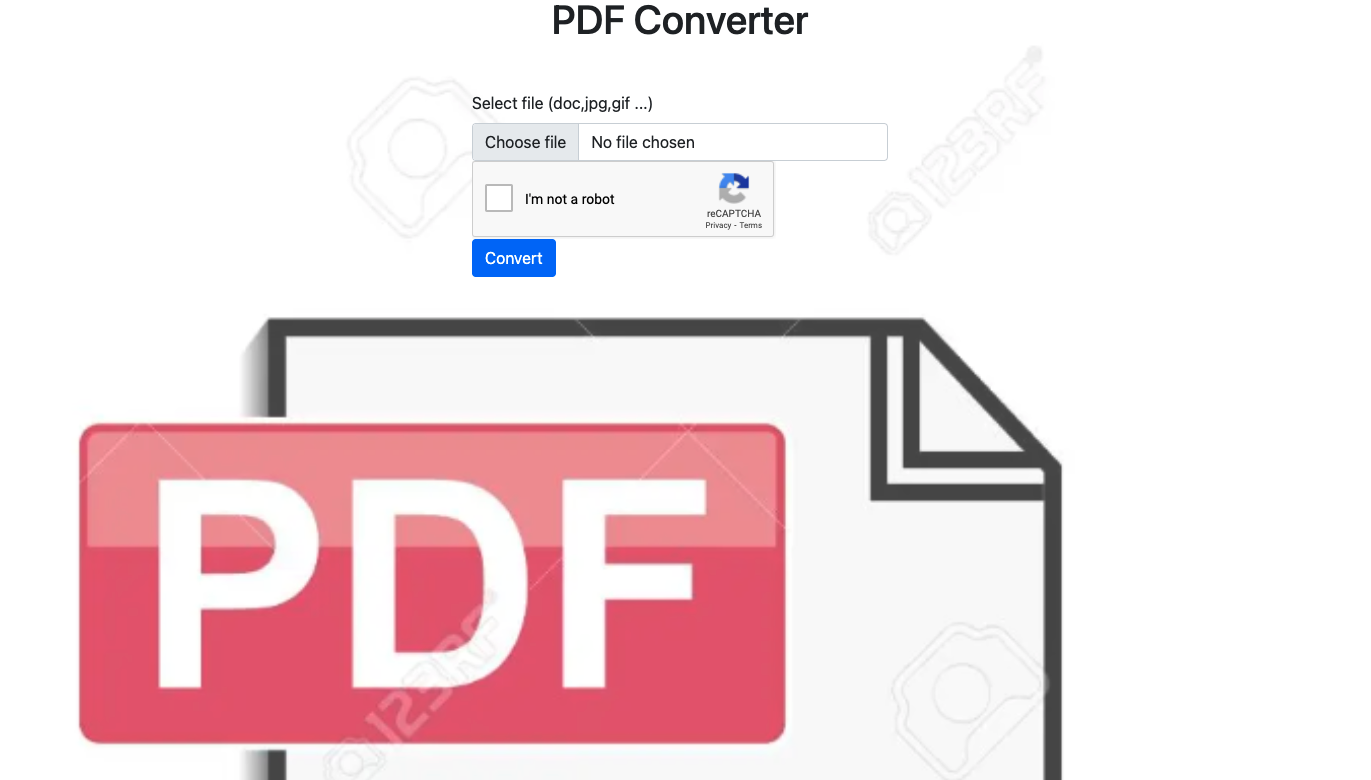 PDF Converter
123RF
Select file (doc,jpg,gif ...)
Choose file No file chosen
I'm not a robot
reCAPTCHA
Privacy - Terms
Convert
PDF
123RF